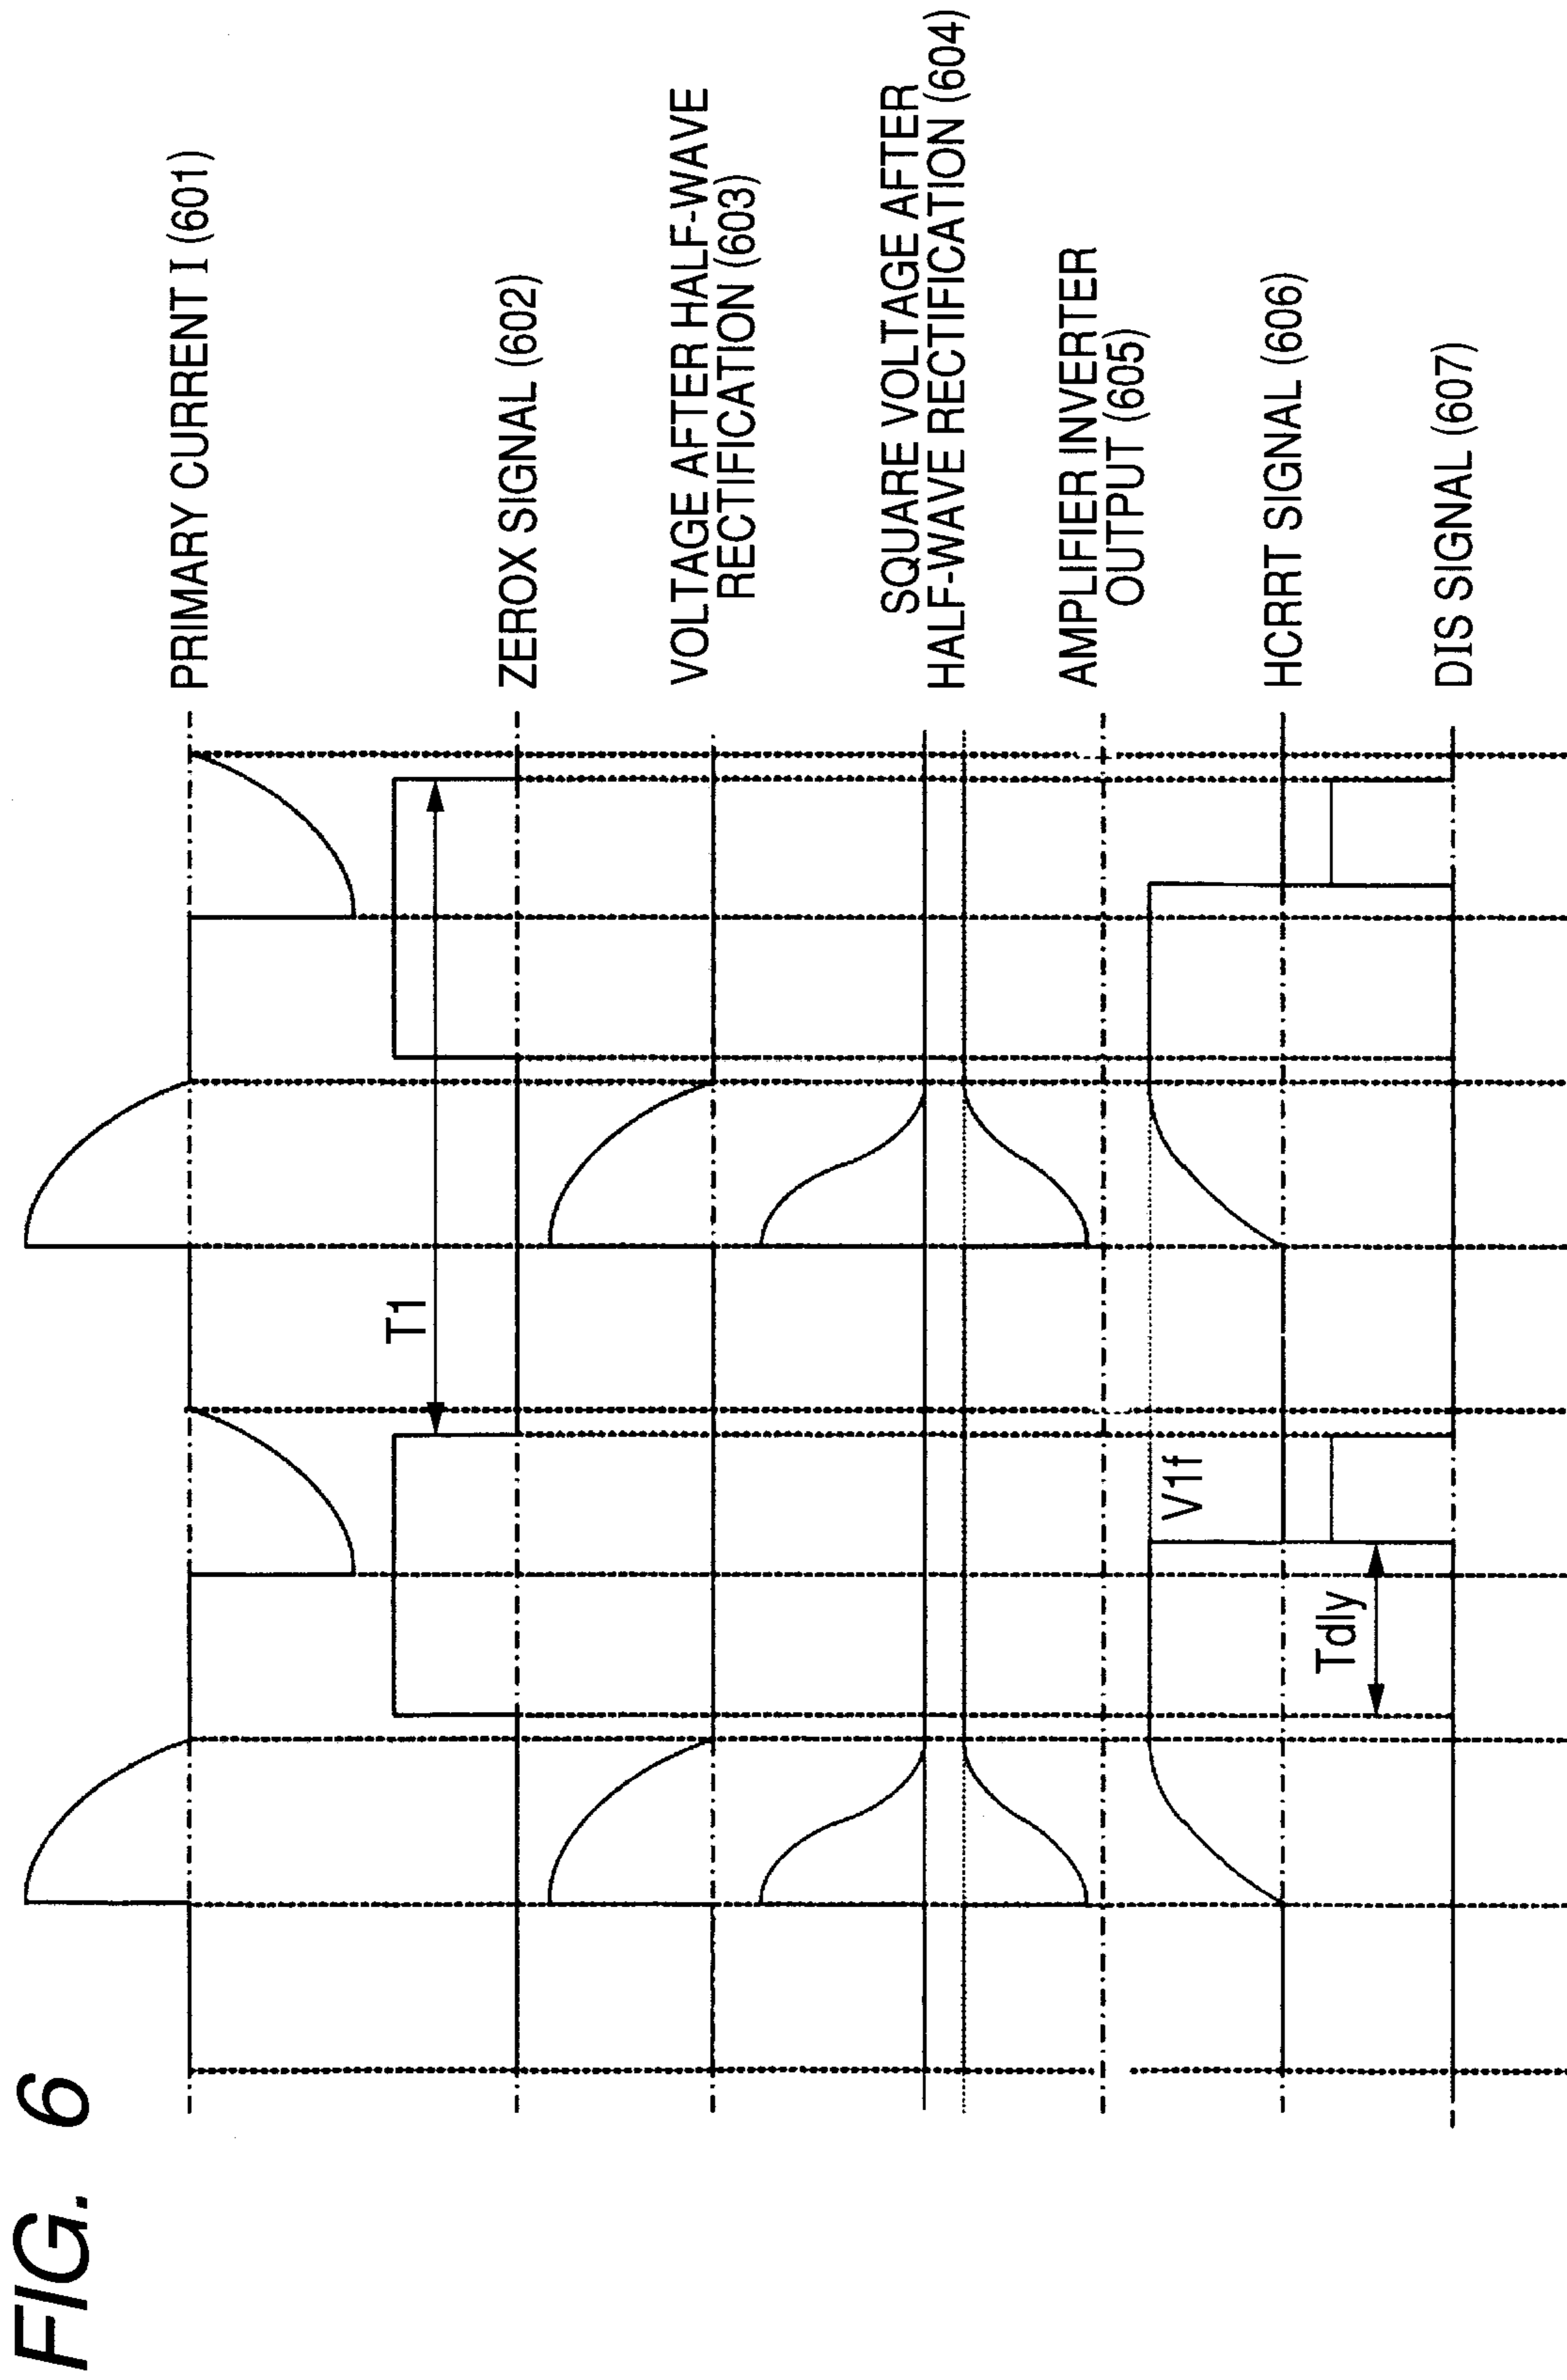 FIG. 6
PRIMARY CURRENT I (601)
T1
ZEROX SIGNAL (602)
VOLTAGE AFTER HALF-WAVE
RECTIFICATION (603)
SQUARE VOLTAGE AFTER
HALF-WAVE RECTIFICATION (604)
AMPLIFIER INVERTER
OUTPUT (605)
V1f
HCRRT SIGNAL (606)
Tdly
DIS SIGNAL (607)